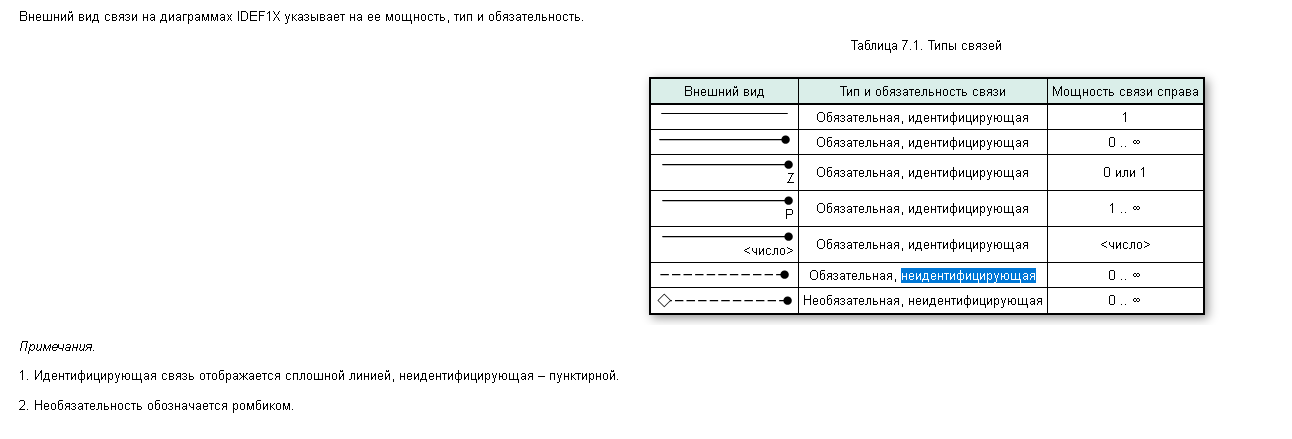 Внешний вид связи на диаграммах IDEF1X указывает на ее мощность, тип и обязательность.
Таблица 7.1. Типы связей
Внешний вид Тип и обязательность связи Мощность связи справа
Обязательная, идентифицирующая 1
Обязательная, идентифицирующая 0 .. ∞
Z Обязательная, идентифицирующая 0 или 1
P Обязательная, идентифицирующая 1 .. ∞
<число> Обязательная, идентифицирующая <число>
Обязательная, неидентифицирующая 0 .. ∞
Необязательная, неидентифицирующая 0 .. ∞
Примечания.
1. Идентифицирующая связь отображается сплошной линией, неидентифицирующая – пунктирной.
2. Необязательность обозначается ромбиком.